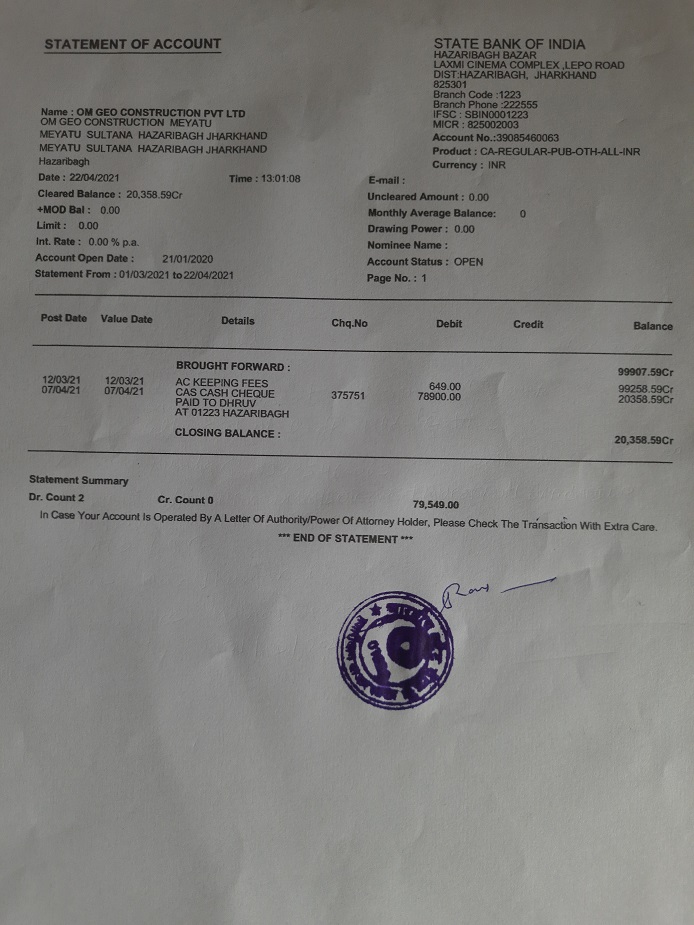 STATEMENT OF ACCOUNT
STATE BANK OF INDIA
HAZARIBAGH BAZAR
LAXMI CINEMA COMPLEX ,LEPO ROAD
DIST:HAZARIBAGH, JHARKHAND
825301
Branch Code :1223
Branch Phone :222555
IFSC : SBIN0001223
MICR : 825002003
Account No.:39085460063
Product : CA-REGULAR-PUB-OTH-ALL-INR
Currency : INR
Name : OM GEO CONSTRUCTION PVT LTD
OM GEO CONSTRUCTION MEYATU
MEYATU SULTANA HAZARIBAGH JHARKHAND
MEYATU SULTANA HAZARIBAGH JHARKHAND
Hazaribagh
Date : 22/04/2021 Time : 13:01:08
Cleared Balance : 20,358.59Cr
+MOD Bal : 0.00
Limit : 0.00
Int. Rate : 0.00 % p.a.
Account Open Date : 21/01/2020
Statement From : 01/03/2021 to 22/04/2021
E-mail :
Uncleared Amount : 0.00
Monthly Average Balance: 0
Drawing Power : 0.00
Nominee Name :
Account Status : OPEN
Page No. : 1
Post Date Value Date Details Chq.No Debit Credit Balance
BROUGHT FORWARD : 99907.59Cr
12/03/21 12/03/21 AC KEEPING FEES 649.00 99258.59Cr
07/04/21 07/04/21 CAS CASH CHEQUE 375751 78900.00 20358.59Cr
PAID TO DHRUV
AT 01223 HAZARIBAGH
CLOSING BALANCE : 20,358.59Cr
Statement Summary
Dr. Count 2 Cr. Count 0 79,549.00
In Case Your Account Is Operated By A Letter Of Authority/Power Of Attorney Holder, Please Check The Transaction With Extra Care.
*** END OF STATEMENT ***